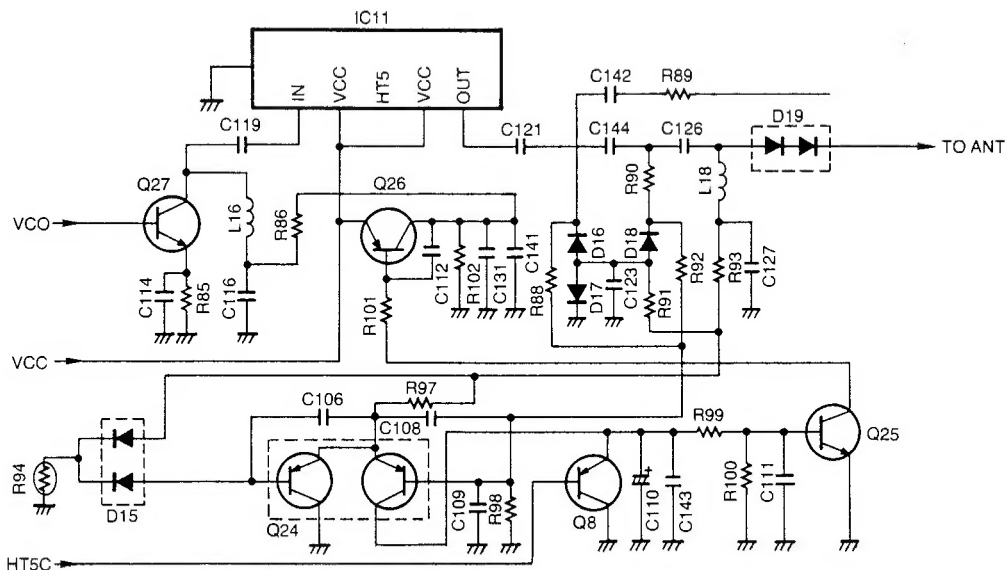 IC11
IN
VCC
HT5
VCC
OUT
C142
R89
C119
C121
C144
C126
D19
TO ANT
Q27
Q26
R90
L18
VCO
L16
R86
D16
D18
C114
R85
C116
R101
C112
R102
C131
C141
R88
D17
C123
R91
R92
R93
C127
VCC
R97
C106
C108
R99
Q25
R94
D15
Q24
C109
R98
Q8
+
C110
C143
R100
C111
HT5C